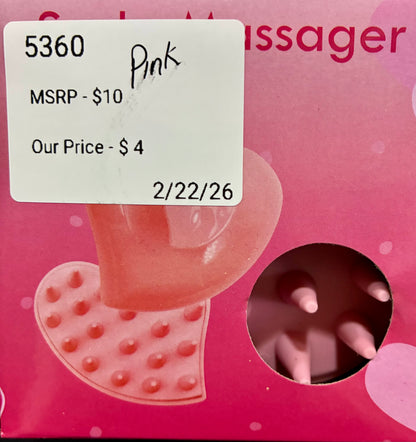 Massager
5360
Pink
MSRP - $10
Our Price - $ 4
2/22/26